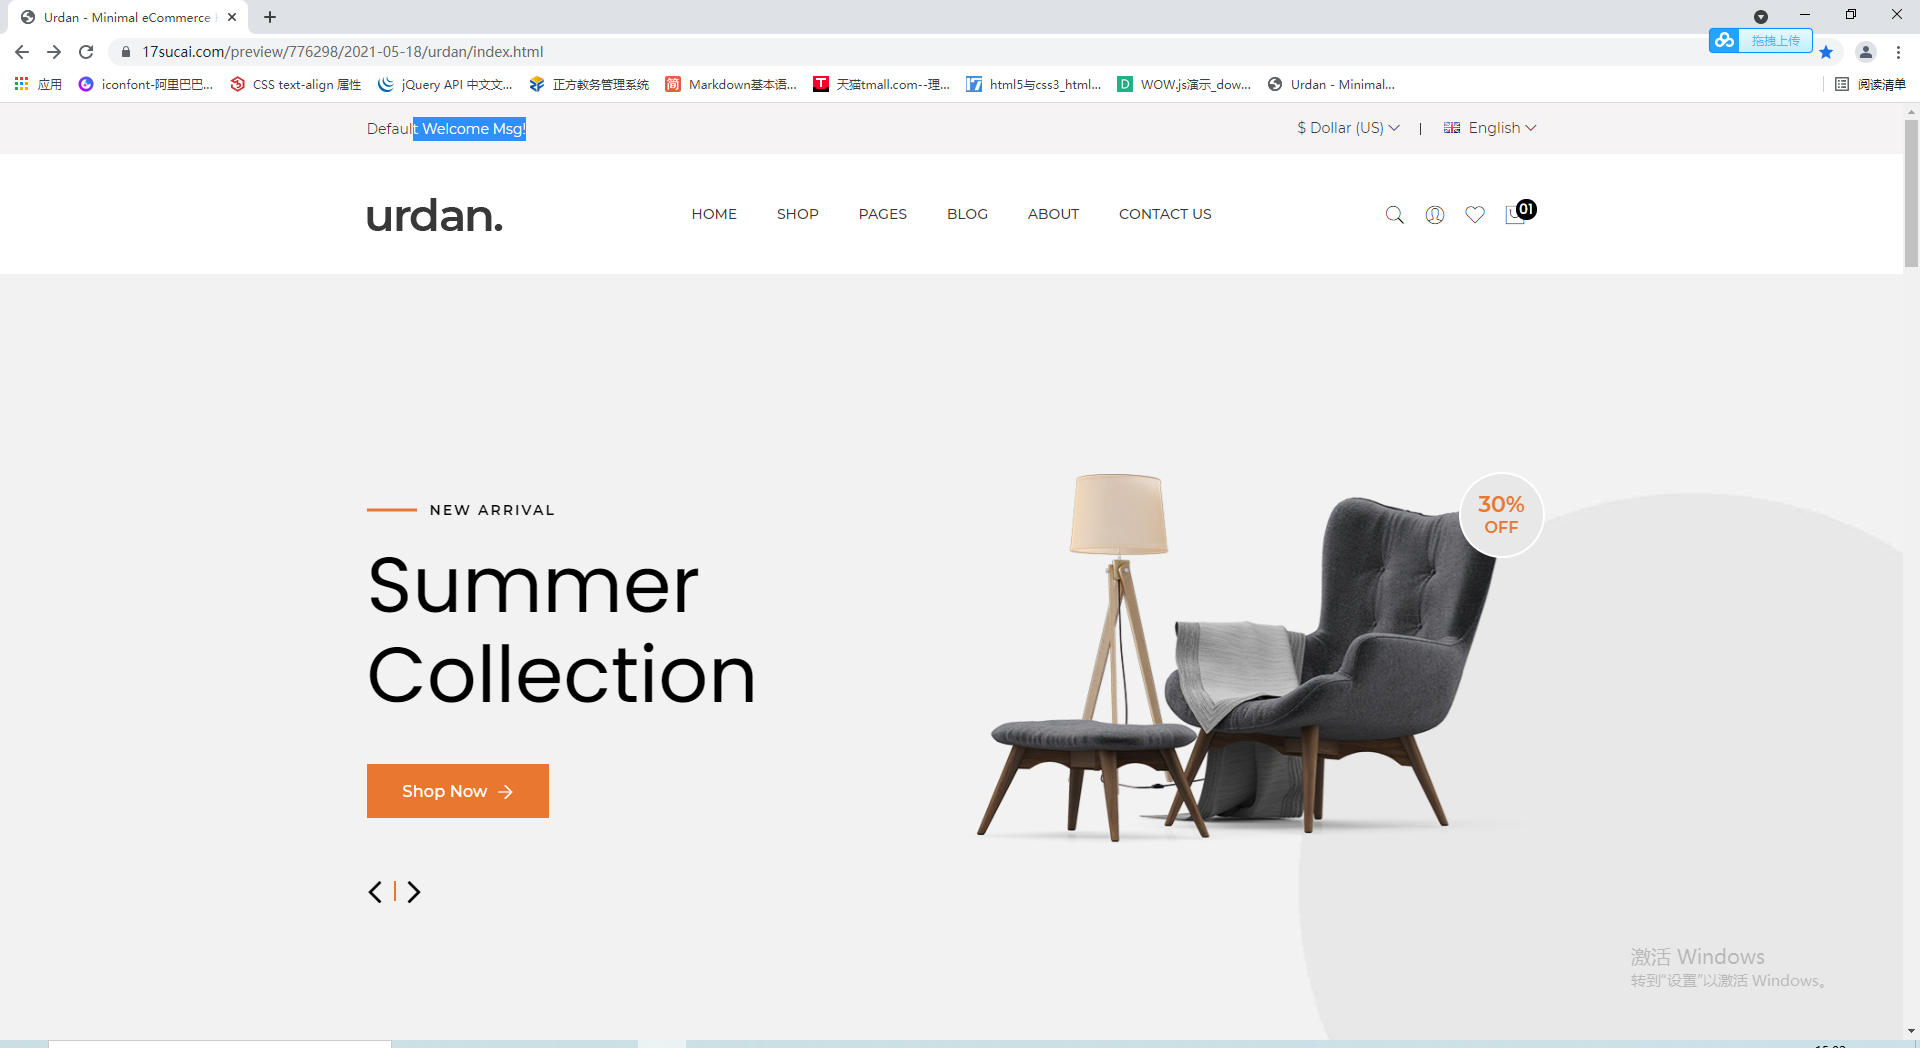 Urdan - Minimal eCommerce
17sucai.com/preview/776298/2021-05-18/urdan/index.html
拖拽上传
应用
iconfont-阿里巴巴...
CSS text-align 属性
jQuery API 中文文...
正方教务管理系统
简 Markdown基本语...
T 天猫tmall.com--理...
html5与css3_html...
D WOW.js演示_dow...
Urdan - Minimal...
阅读清单
Default Welcome Msg!
$ Dollar (US) | English
urdan.
HOME SHOP PAGES BLOG ABOUT CONTACT US
01
NEW ARRIVAL
Summer
Collection
30%
OFF
Shop Now
激活 Windows
转到“设置”以激活 Windows。